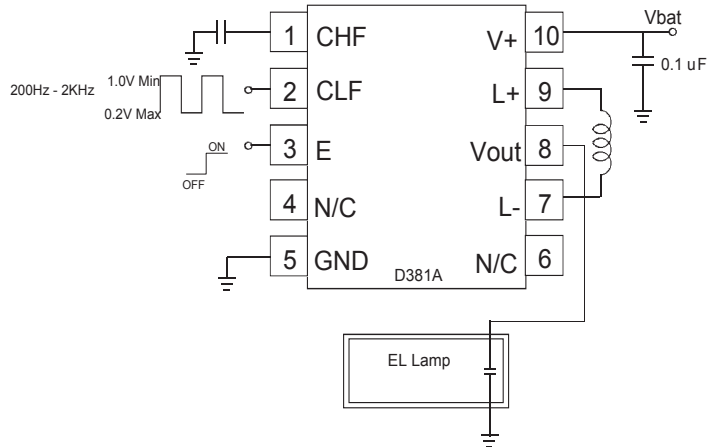 Vbat
1 CHF
V+ 10
0.1 uF
200Hz - 2KHz
1.0V Min
0.2V Max
2 CLF
L+ 9
ON
OFF
3 E
Vout 8
4 N/C
L- 7
5 GND
N/C 6
D381A
EL Lamp